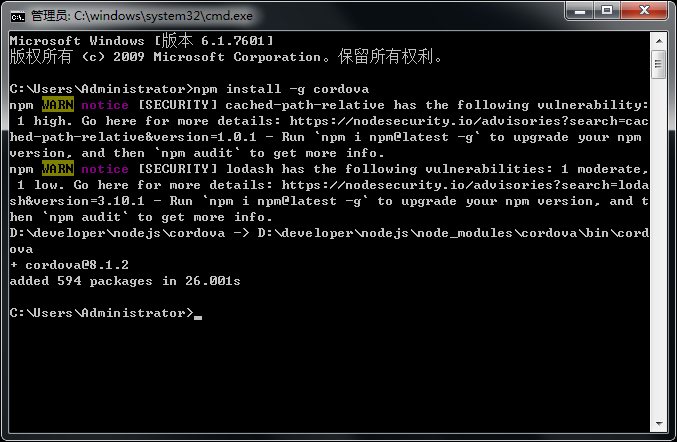 管理员: C:\windows\system32\cmd.exe
Microsoft Windows [版本 6.1.7601]
版权所有 (c) 2009 Microsoft Corporation。保留所有权利。
C:\Users\Administrator>npm install -g cordova
npm WARN notice [SECURITY] cached-path-relative has the following vulnerability:
 1 high. Go here for more details: https://nodesecurity.io/advisories?search=cac
hed-path-relative&version=1.0.1 - Run `npm i npm@latest -g` to upgrade your npm
version, and then `npm audit` to get more info.
npm WARN notice [SECURITY] lodash has the following vulnerabilities: 1 moderate,
 1 low. Go here for more details: https://nodesecurity.io/advisories?search=loda
sh&version=3.10.1 - Run `npm i npm@latest -g` to upgrade your npm version, and t
hen `npm audit` to get more info.
D:\developer\nodejs\cordova -> D:\developer\nodejs\node_modules\cordova\bin\cord
ova
+ cordova@8.1.2
added 594 packages in 26.001s
C:\Users\Administrator>